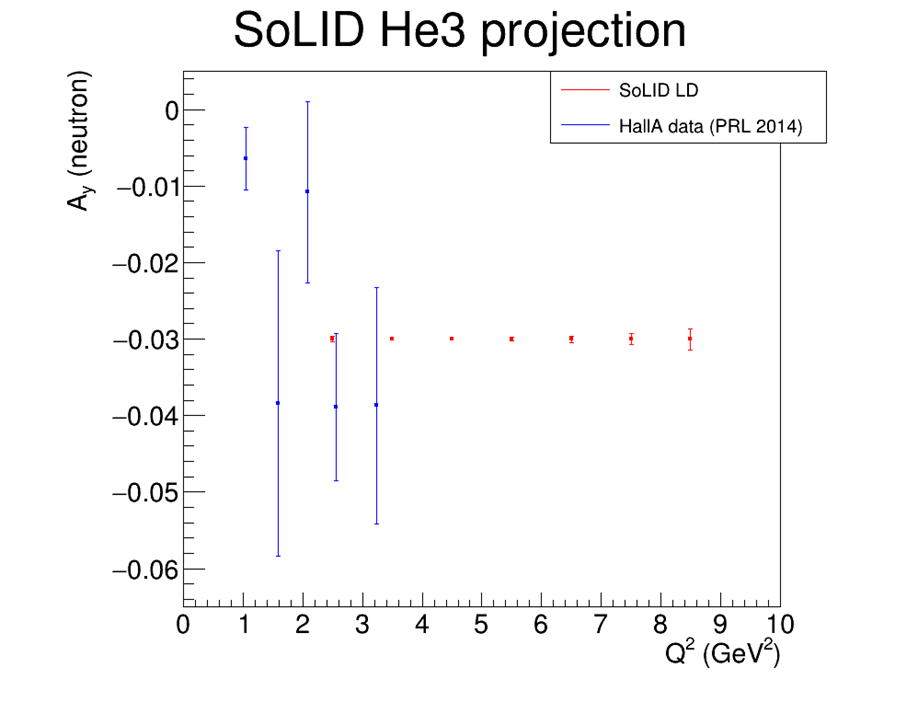 SoLID He3 projection
A_y (neutron)
SoLID LD
HallA data (PRL 2014)
0
−0.01
−0.02
−0.03
−0.04
−0.05
−0.06
0 1 2 3 4 5 6 7 8 9 10
Q² (GeV²)